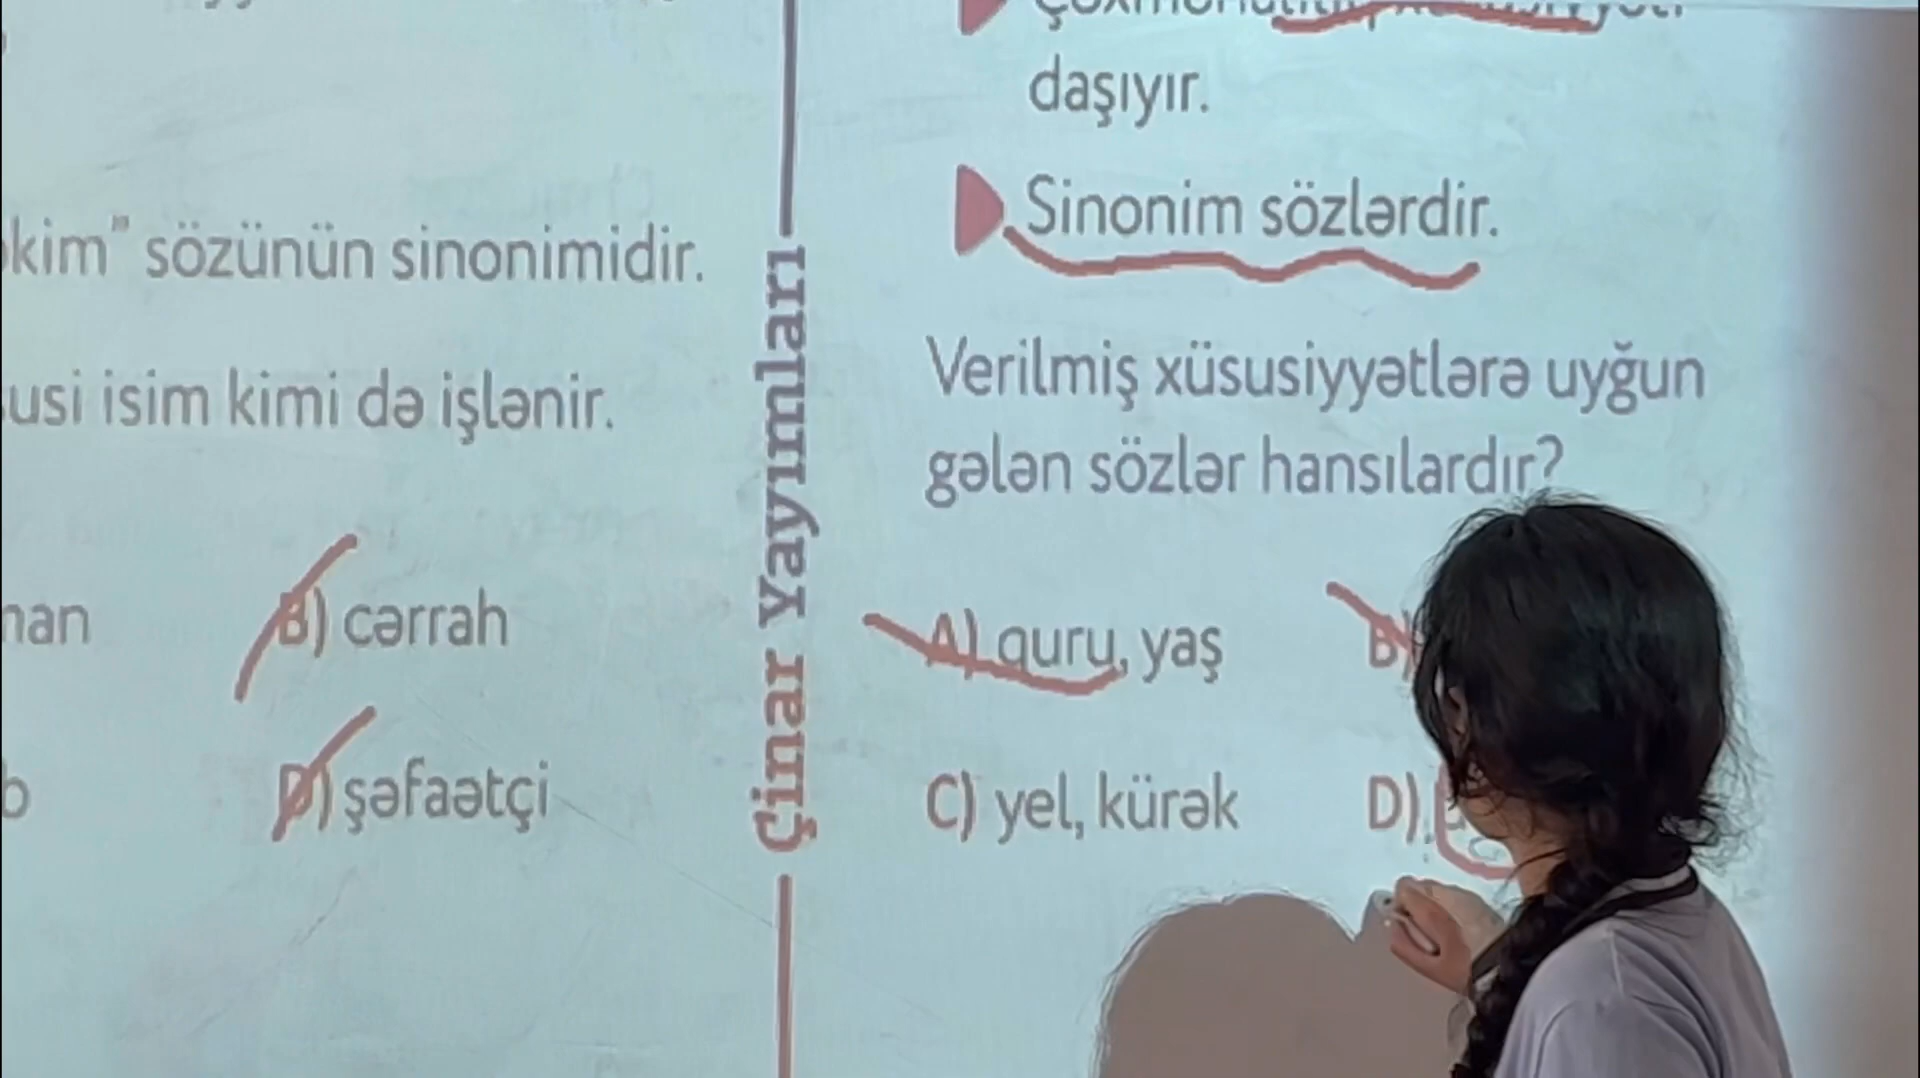 kim" sözünün sinonimidir.
usi isim kimi də işlənir.
B) cərrah
D) şəfaətçi
Çinar Yayımları
daşıyır.
Sinonim sözlərdir.
Verilmiş xüsusiyyətlərə uyğun
gələn sözlər hansılardır?
A) quru, yaş
B)
C) yel, kürək
D)